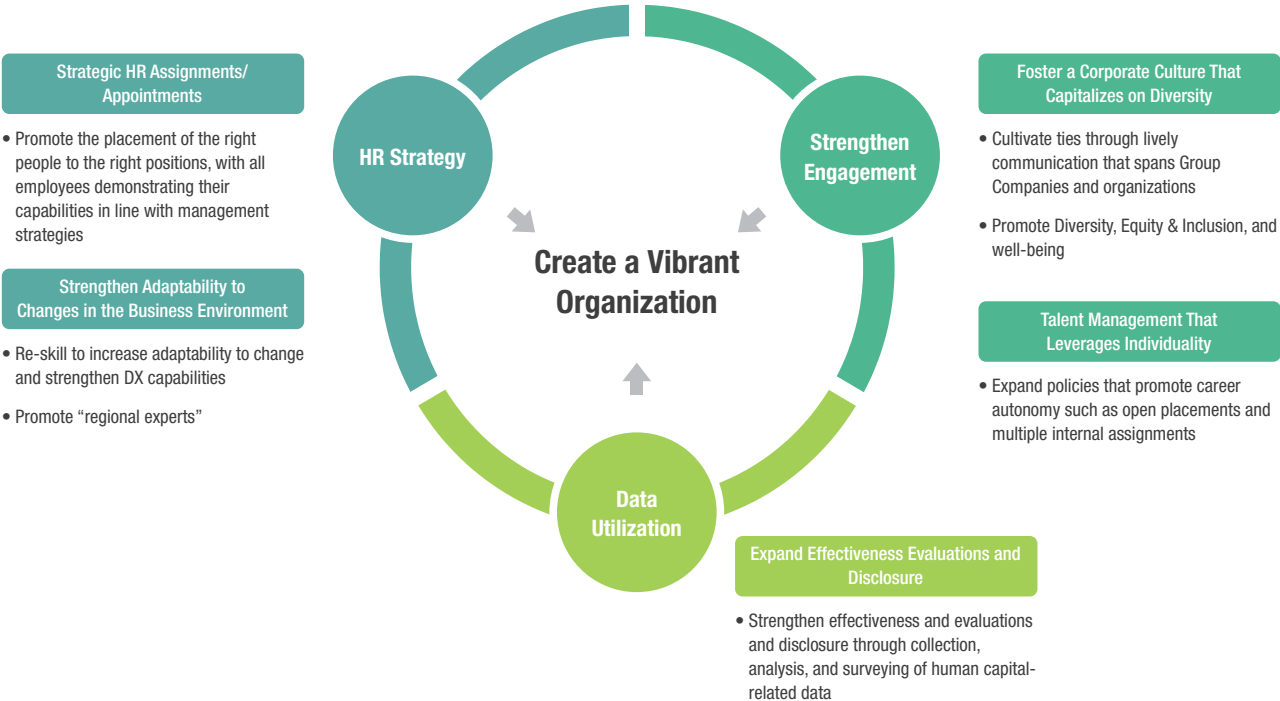 Strategic HR Assignments/
Appointments
• Promote the placement of the right
people to the right positions, with all
employees demonstrating their
capabilities in line with management
strategies
Strengthen Adaptability to
Changes in the Business Environment
• Re-skill to increase adaptability to change
and strengthen DX capabilities
• Promote “regional experts”
HR Strategy
Strengthen
Engagement
Create a Vibrant
Organization
Data
Utilization
Foster a Corporate Culture That
Capitalizes on Diversity
• Cultivate ties through lively
communication that spans Group
Companies and organizations
• Promote Diversity, Equity & Inclusion, and
well-being
Talent Management That
Leverages Individuality
• Expand policies that promote career
autonomy such as open placements and
multiple internal assignments
Expand Effectiveness Evaluations and
Disclosure
• Strengthen effectiveness and evaluations
and disclosure through collection,
analysis, and surveying of human capital-
related data